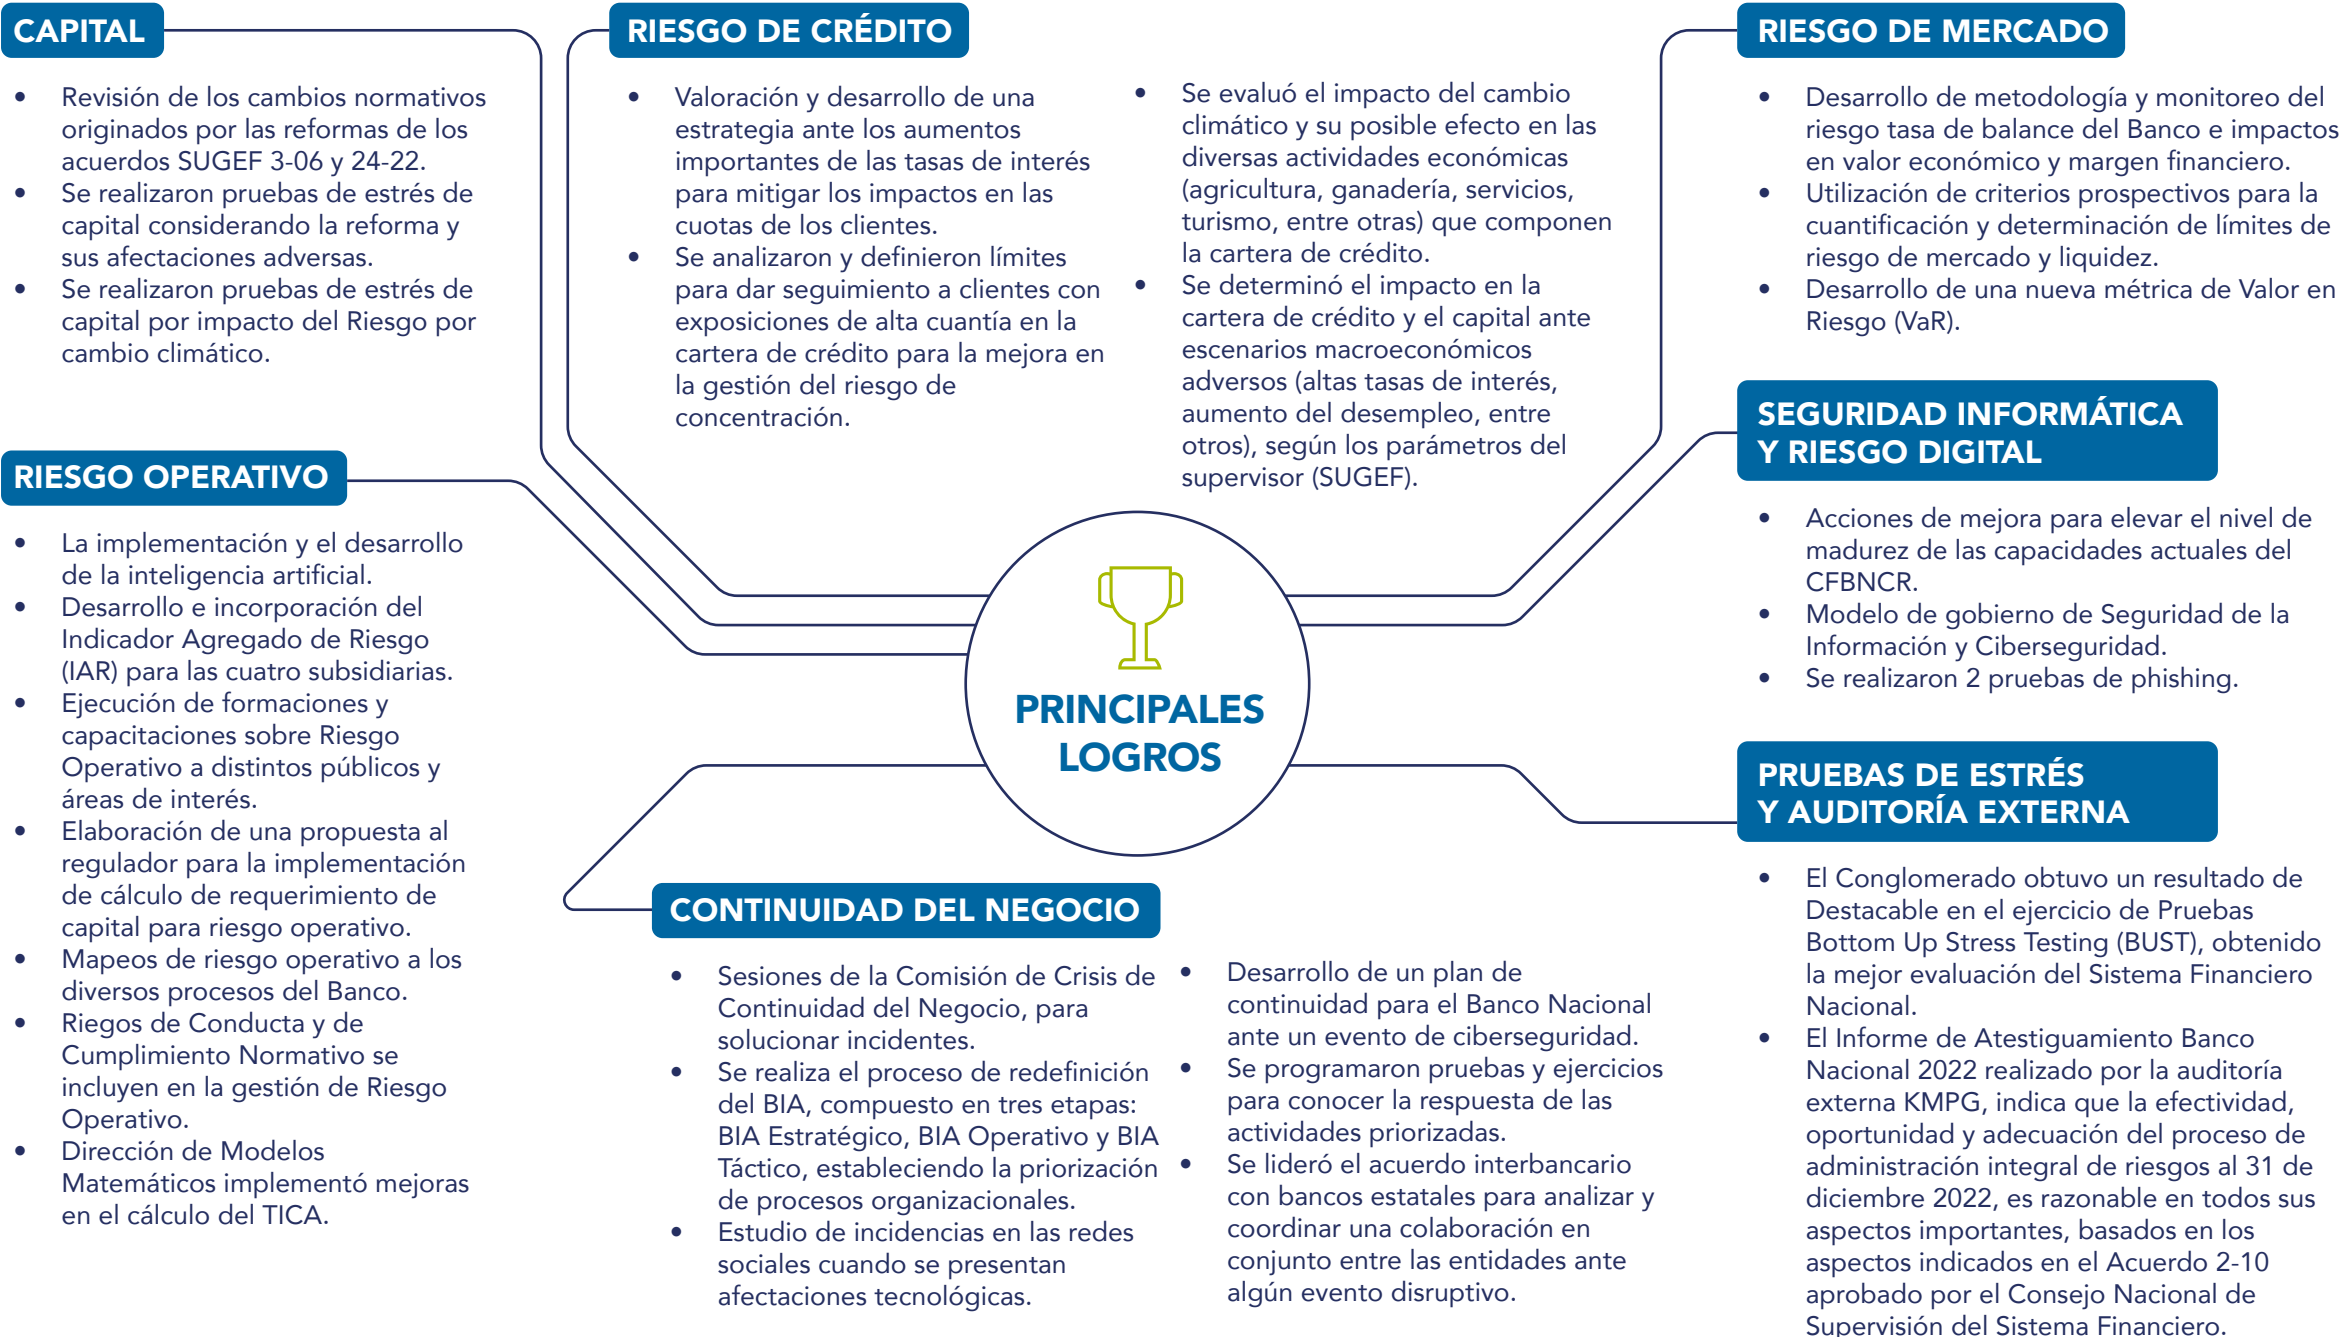 CAPITAL
Revisión de los cambios normativos
originados por las reformas de los
acuerdos SUGEF 3-06 y 24-22.
Se realizaron pruebas de estrés de
capital considerando la reforma y
sus afectaciones adversas.
Se realizaron pruebas de estrés de
capital por impacto del Riesgo por
cambio climático.
RIESGO OPERATIVO
La implementación y el desarrollo
de la inteligencia artificial.
Desarrollo e incorporación del
Indicador Agregado de Riesgo
(IAR) para las cuatro subsidiarias.
Ejecución de formaciones y
capacitaciones sobre Riesgo
Operativo a distintos públicos y
áreas de interés.
Elaboración de una propuesta al
regulador para la implementación
de cálculo de requerimiento de
capital para riesgo operativo.
Mapeos de riesgo operativo a los
diversos procesos del Banco.
Riegos de Conducta y de
Cumplimiento Normativo se
incluyen en la gestión de Riesgo
Operativo.
Dirección de Modelos
Matemáticos implementó mejoras
en el cálculo del TICA.
RIESGO DE CRÉDITO
Valoración y desarrollo de una
estrategia ante los aumentos
importantes de las tasas de interés
para mitigar los impactos en las
cuotas de los clientes.
Se analizaron y definieron límites
para dar seguimiento a clientes con
exposiciones de alta cuantía en la
cartera de crédito para la mejora en
la gestión del riesgo de
concentración.
Se evaluó el impacto del cambio
climático y su posible efecto en las
diversas actividades económicas
(agricultura, ganadería, servicios,
turismo, entre otras) que componen
la cartera de crédito.
Se determinó el impacto en la
cartera de crédito y el capital ante
escenarios macroeconómicos
adversos (altas tasas de interés,
aumento del desempleo, entre
otros), según los parámetros del
supervisor (SUGEF).
PRINCIPALES
LOGROS
CONTINUIDAD DEL NEGOCIO
Sesiones de la Comisión de Crisis de
Continuidad del Negocio, para
solucionar incidentes.
Se realiza el proceso de redefinición
del BIA, compuesto en tres etapas:
BIA Estratégico, BIA Operativo y BIA
Táctico, estableciendo la priorización
de procesos organizacionales.
Estudio de incidencias en las redes
sociales cuando se presentan
afectaciones tecnológicas.
Desarrollo de un plan de
continuidad para el Banco Nacional
ante un evento de ciberseguridad.
Se programaron pruebas y ejercicios
para conocer la respuesta de las
actividades priorizadas.
Se lideró el acuerdo interbancario
con bancos estatales para analizar y
coordinar una colaboración en
conjunto entre las entidades ante
algún evento disruptivo.
RIESGO DE MERCADO
Desarrollo de metodología y monitoreo del
riesgo tasa de balance del Banco e impactos
en valor económico y margen financiero.
Utilización de criterios prospectivos para la
cuantificación y determinación de límites de
riesgo de mercado y liquidez.
Desarrollo de una nueva métrica de Valor en
Riesgo (VaR).
SEGURIDAD INFORMÁTICA
Y RIESGO DIGITAL
Acciones de mejora para elevar el nivel de
madurez de las capacidades actuales del
CFBNCR.
Modelo de gobierno de Seguridad de la
Información y Ciberseguridad.
Se realizaron 2 pruebas de phishing.
PRUEBAS DE ESTRÉS
Y AUDITORÍA EXTERNA
El Conglomerado obtuvo un resultado de
Destacable en el ejercicio de Pruebas
Bottom Up Stress Testing (BUST), obtenido
la mejor evaluación del Sistema Financiero
Nacional.
El Informe de Atestiguamiento Banco
Nacional 2022 realizado por la auditoría
externa KMPG, indica que la efectividad,
oportunidad y adecuación del proceso de
administración integral de riesgos al 31 de
diciembre 2022, es razonable en todos sus
aspectos importantes, basados en los
aspectos indicados en el Acuerdo 2-10
aprobado por el Consejo Nacional de
Supervisión del Sistema Financiero.